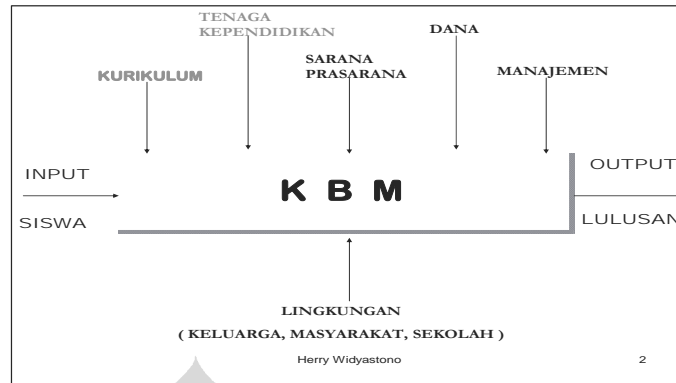 TENAGA
KEPENDIDIKAN
DANA
SARANA
PRASARANA
MANAJEMEN
KURIKULUM
INPUT
OUTPUT
K B M
SISWA
LULUSAN
LINGKUNGAN
( KELUARGA, MASYARAKAT, SEKOLAH )
Herry Widyastono
2